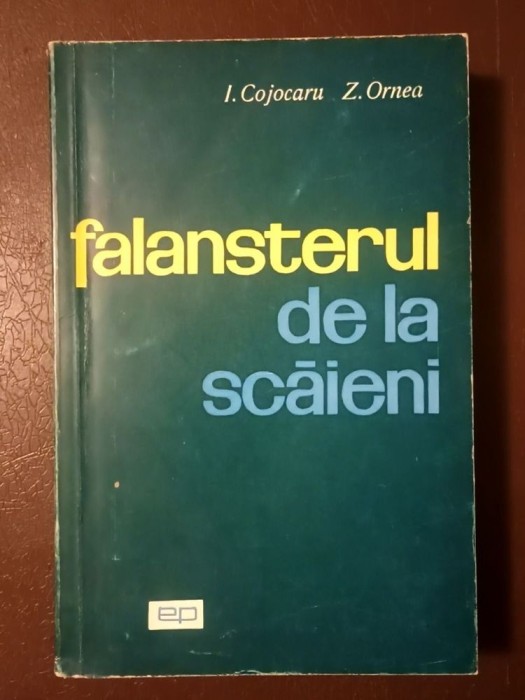 I. Cojocaru Z. Ornea
falansterul
de la
scăieni
ep